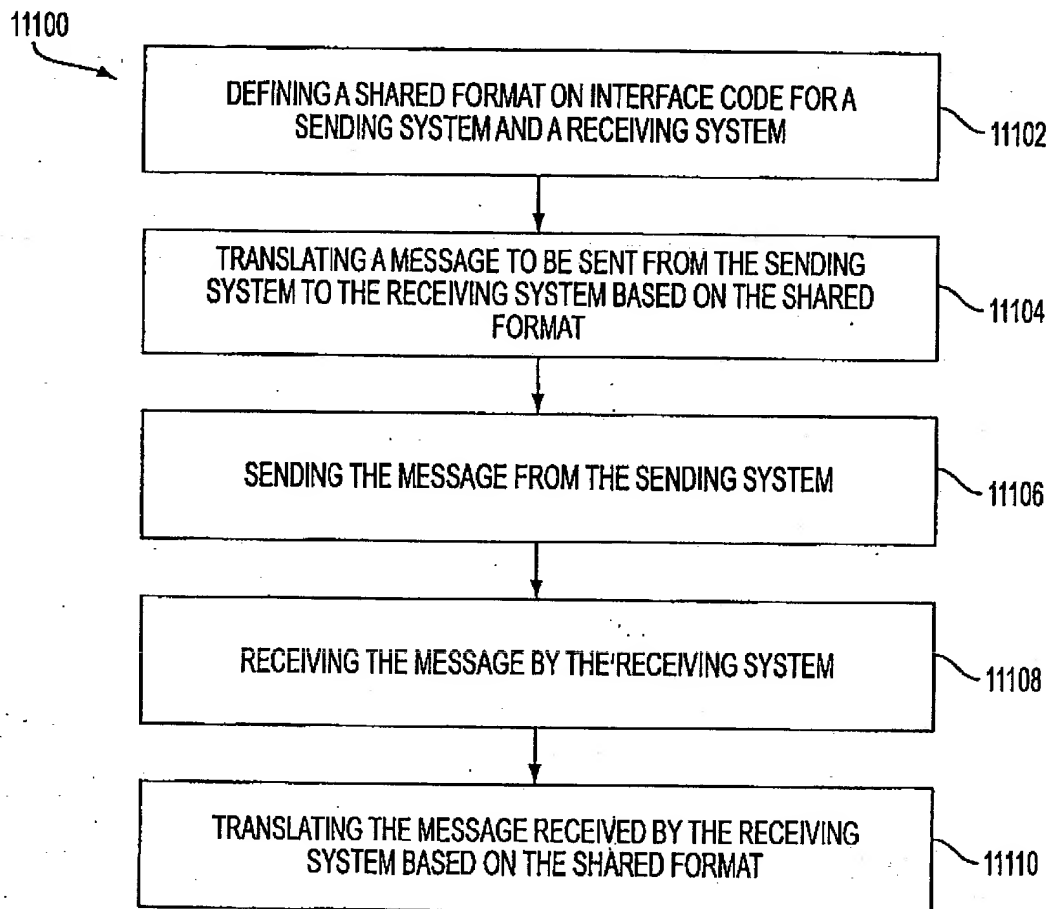 11100
DEFINING A SHARED FORMAT ON INTERFACE CODE FOR A
SENDING SYSTEM AND A RECEIVING SYSTEM
11102
TRANSLATING A MESSAGE TO BE SENT FROM THE SENDING
SYSTEM TO THE RECEIVING SYSTEM BASED ON THE SHARED
FORMAT
11104
SENDING THE MESSAGE FROM THE SENDING SYSTEM
11106
RECEIVING THE MESSAGE BY THE RECEIVING SYSTEM
11108
TRANSLATING THE MESSAGE RECEIVED BY THE RECEIVING
SYSTEM BASED ON THE SHARED FORMAT
11110